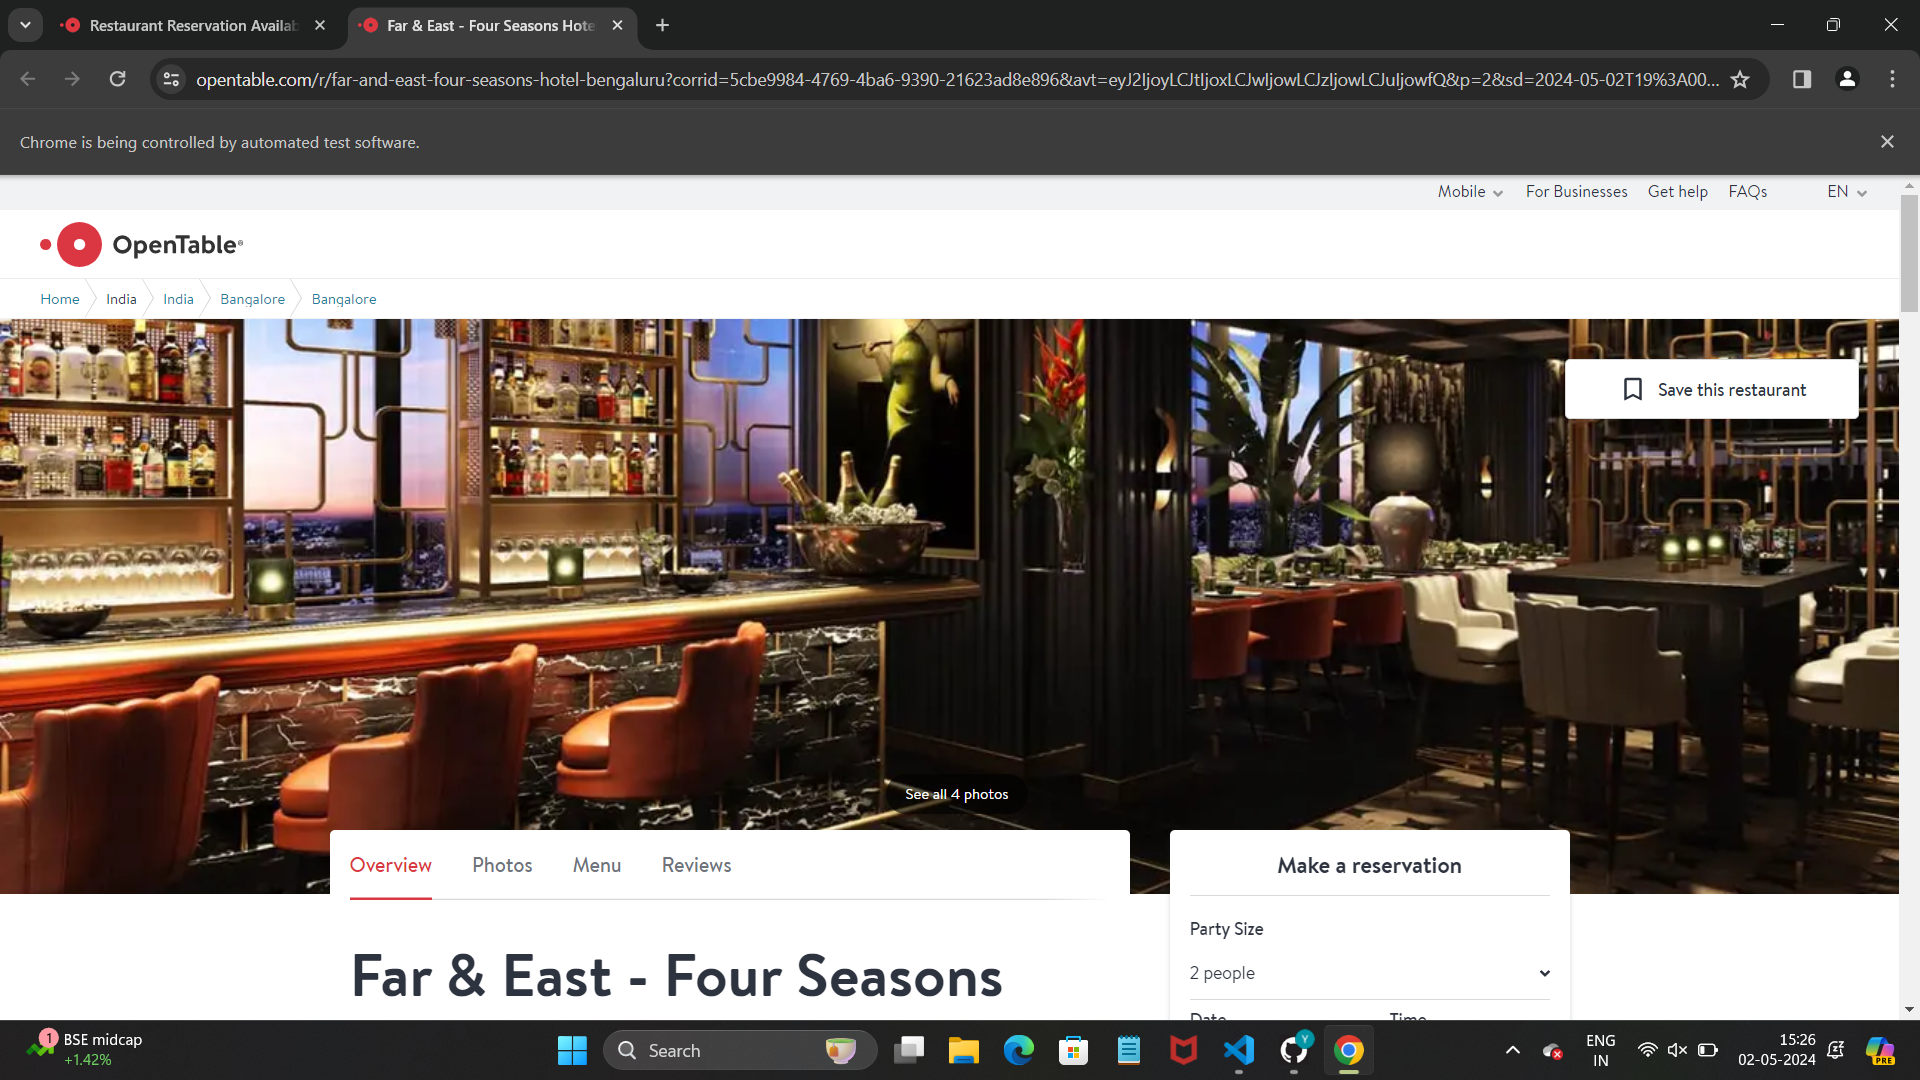 Restaurant Reservation Availab
Far & East - Four Seasons Hote
opentable.com/r/far-and-east-four-seasons-hotel-bengaluru?corrid=5cbe9984-4769-4ba6-9390-21623ad8e896&avt=eyJ2IjoyLCJtIjoxLCJwIjowLCJzIjowLCJuIjowfQ&p=2&sd=2024-05-02T19%3A00...
Chrome is being controlled by automated test software.
Mobile For Businesses Get help FAQs EN
OpenTable®
Home India India Bangalore Bangalore
Save this restaurant
See all 4 photos
Overview Photos Menu Reviews
Far & East - Four Seasons
Make a reservation
Party Size
2 people
Date Time
1
BSE midcap
+1.42%
Search
Y
ENG
IN
15:26
02-05-2024
PRE